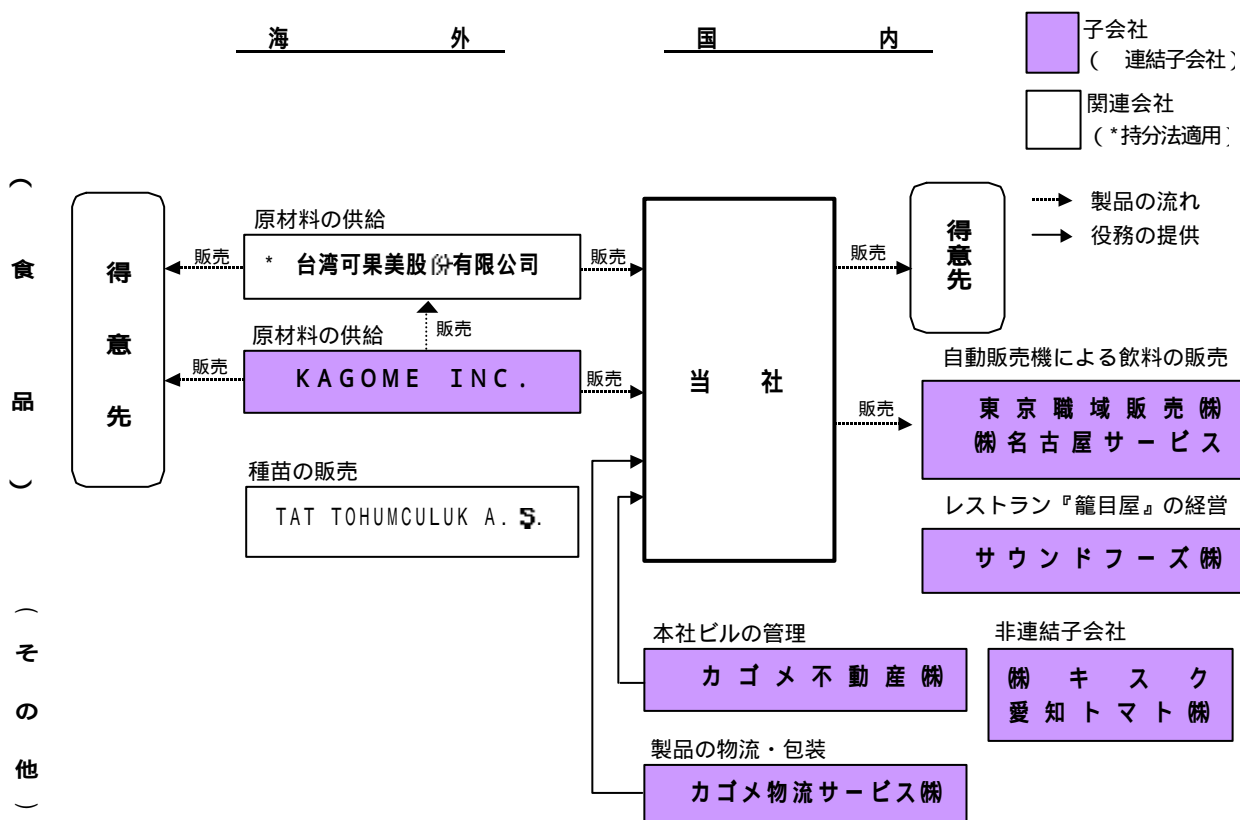 海外
国内
子会社
( 連結子会社)
関連会社
(*持分法適用)
製品の流れ
役務の提供
(食品)
得意先
原材料の供給
* 台湾可果美股份有限公司
販売
販売
販売
原材料の供給
KAGOME INC.
販売
販売
種苗の販売
TAT TOHUMCULUK A.Ş.
当社
販売
得意先
販売
自動販売機による飲料の販売
東京職域販売㈱
㈱名古屋サービス
レストラン『籠目屋』の経営
サウンドフーズ㈱
(その他)
本社ビルの管理
カゴメ不動産㈱
非連結子会社
㈱キスク
愛知トマト㈱
製品の物流・包装
カゴメ物流サービス㈱